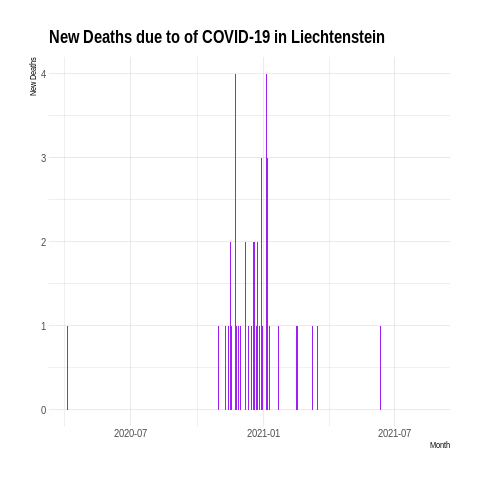 New Deaths due to of COVID-19 in Liechtenstein
New Deaths
4
3
2
1
0
2020-07
2021-01
2021-07
Month